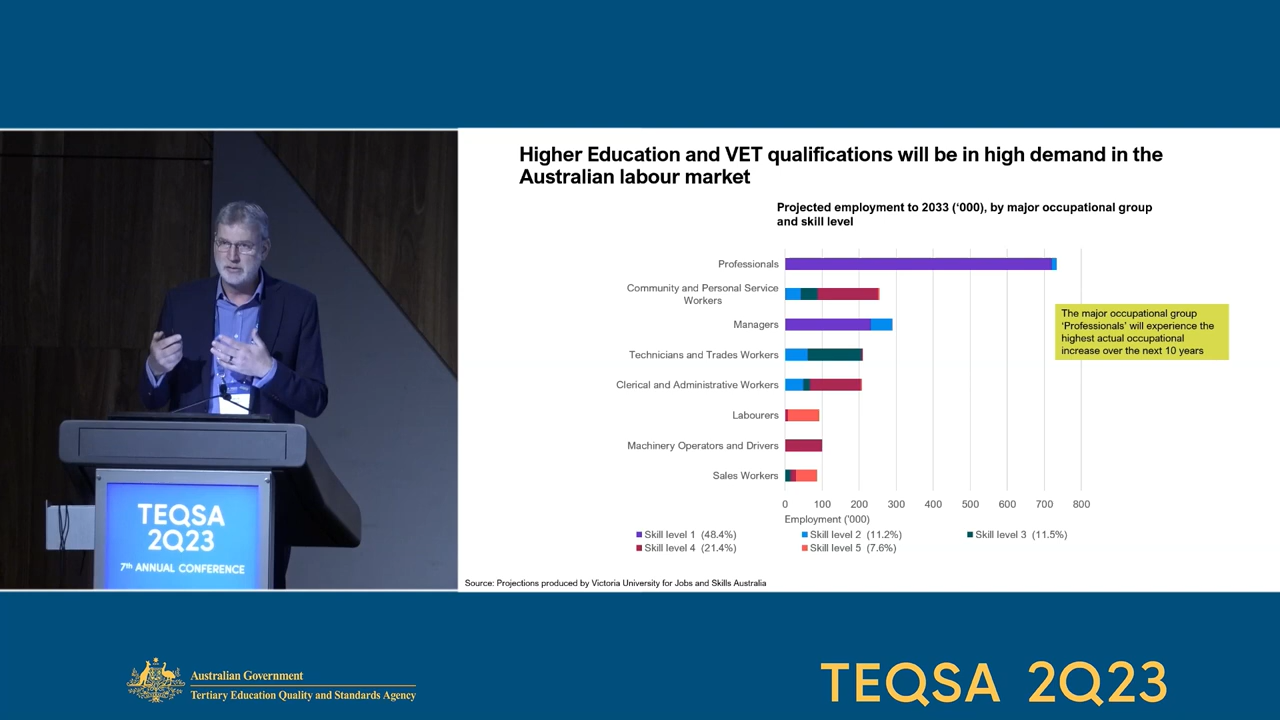 Higher Education and VET qualifications will be in high demand in the
Australian labour market
Projected employment to 2033 (‘000), by major occupational group
and skill level
Professionals
Community and Personal Service
Workers
Managers
Technicians and Trades Workers
Clerical and Administrative Workers
Labourers
Machinery Operators and Drivers
Sales Workers
0 100 200 300 400 500 600 700 800
Employment ('000)
Skill level 1 (48.4%) Skill level 2 (11.2%) Skill level 3 (11.5%)
Skill level 4 (21.4%) Skill level 5 (7.6%)
The major occupational group
‘Professionals’ will experience the
highest actual occupational
increase over the next 10 years
Source: Projections produced by Victoria University for Jobs and Skills Australia
TEQSA
2Q23
7th ANNUAL CONFERENCE
Australian Government
Tertiary Education Quality and Standards Agency
TEQSA 2Q23